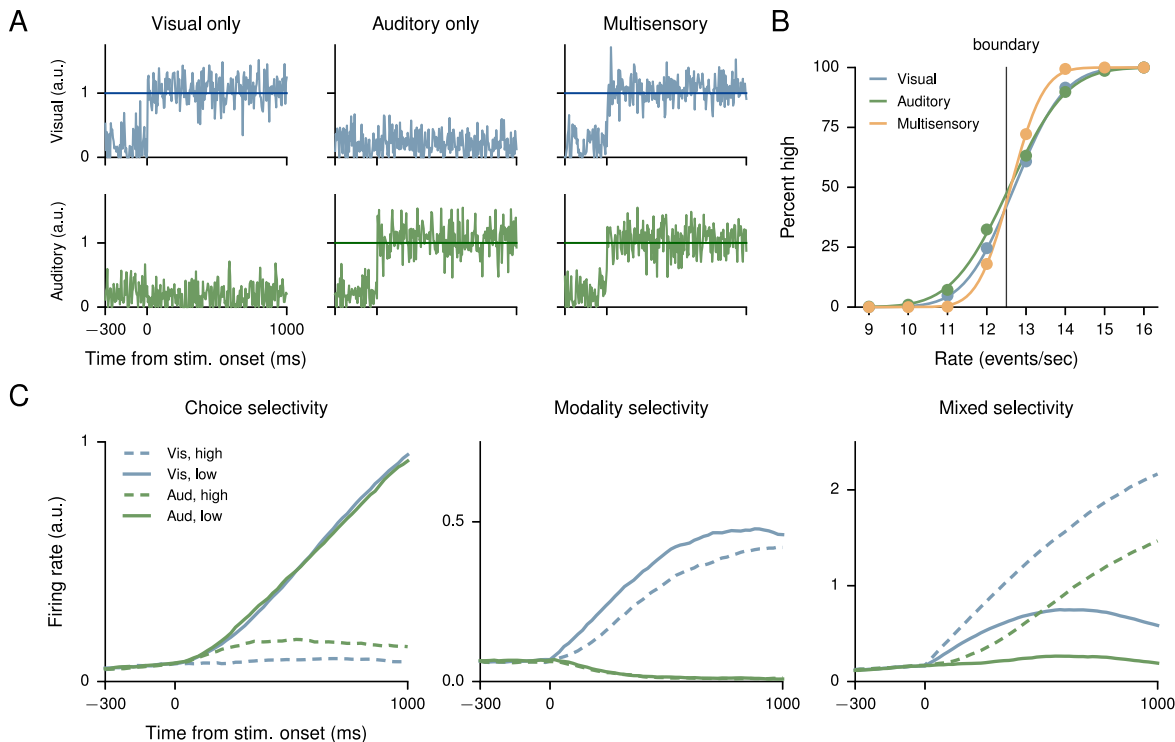 A
Visual only
Auditory only
Multisensory
Visual (a.u.)
1
0
Auditory (a.u.)
1
0
−300 0 1000
Time from stim. onset (ms)
B
boundary
Percent high
100
75
50
25
0
Visual
Auditory
Multisensory
9 10 11 12 13 14 15 16
Rate (events/sec)
C
Choice selectivity
Firing rate (a.u.)
1
0
Vis, high
Vis, low
Aud, high
Aud, low
−300 0 1000
Time from stim. onset (ms)
Modality selectivity
0.5
0.0
−300 0 1000
Mixed selectivity
2
1
0
−300 0 1000